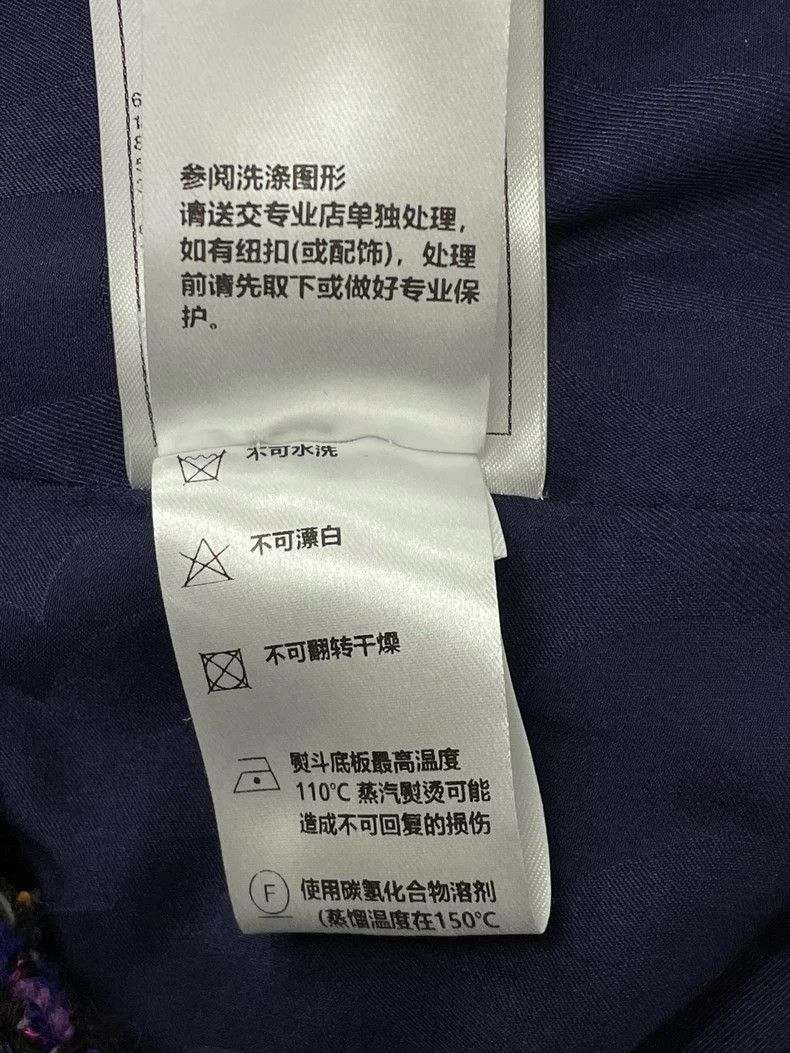 参阅洗涤图形
请送交专业店单独处理，
如有纽扣(或配饰)，处理
前请先取下或做好专业保
护。
不可水洗
不可漂白
不可翻转干燥
熨斗底板最高温度
110℃ 蒸汽熨烫可能
造成不可回复的损伤
F 使用碳氢化合物溶剂
(蒸馏温度在150℃